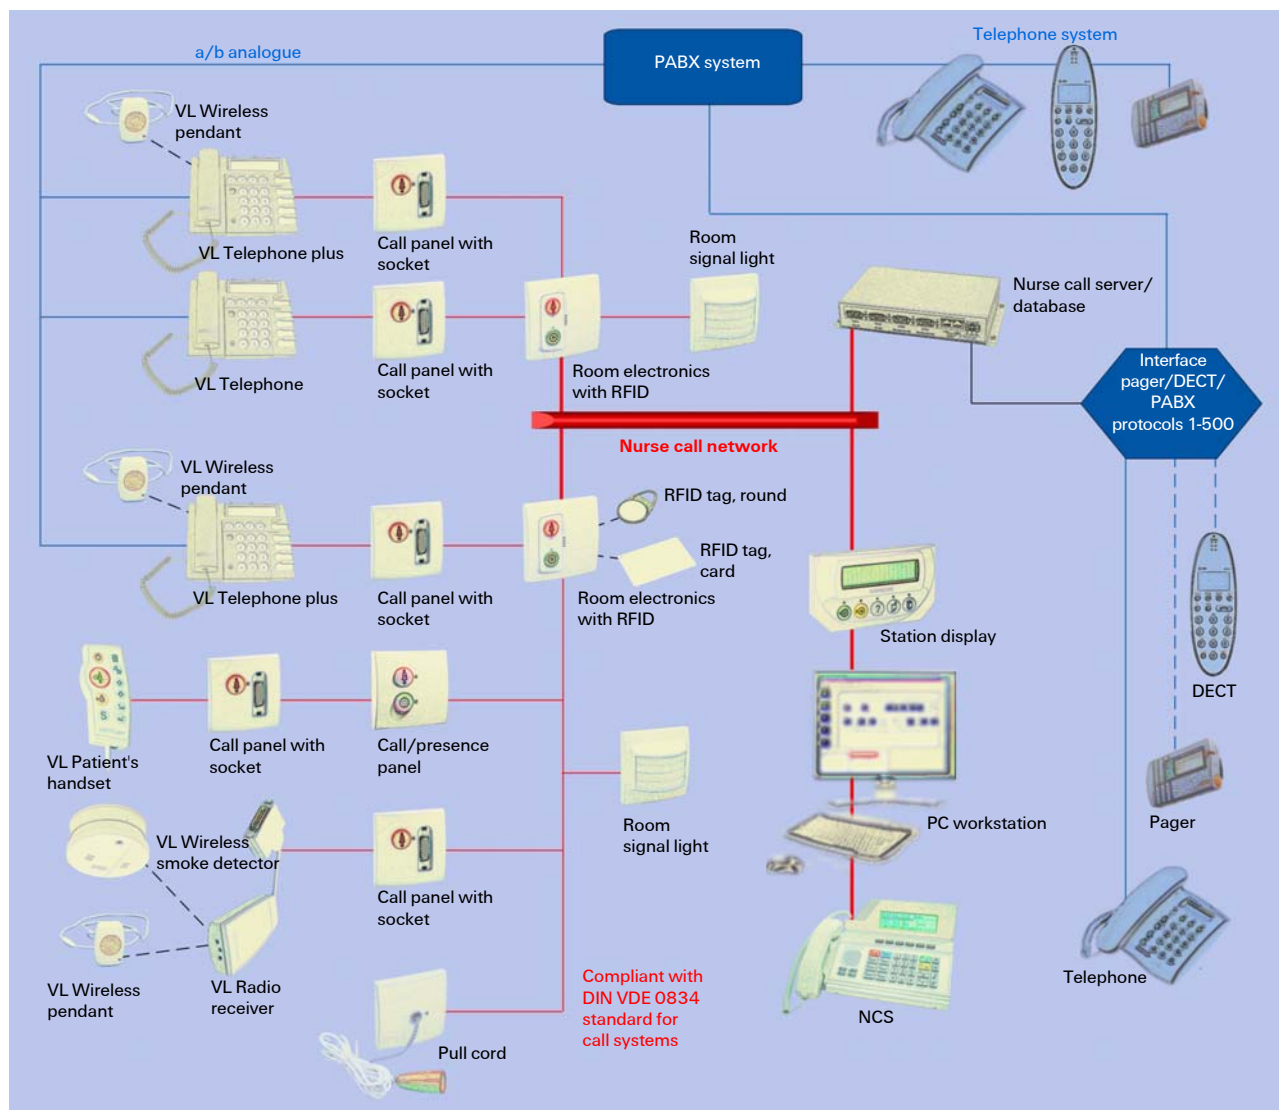 a/b analogue
PABX system
Telephone system
VL Wireless
pendant
VL Telephone plus
Call panel with
socket
Room
signal light
VL Telephone
Call panel with
socket
Room electronics
with RFID
Nurse call server/
database
Interface
pager/DECT/
PABX
protocols 1-500
Nurse call network
VL Wireless
pendant
RFID tag, round
RFID tag,
card
VL Telephone plus
Call panel with
socket
Room electronics
with RFID
Station display
DECT
VL Patient's
handset
Call panel with
socket
Call/presence
panel
Room
signal light
PC workstation
Pager
VL Wireless
smoke detector
Call panel with
socket
VL Wireless
pendant
VL Radio
receiver
Compliant with
DIN VDE 0834
standard for
call systems
Pull cord
NCS
Telephone